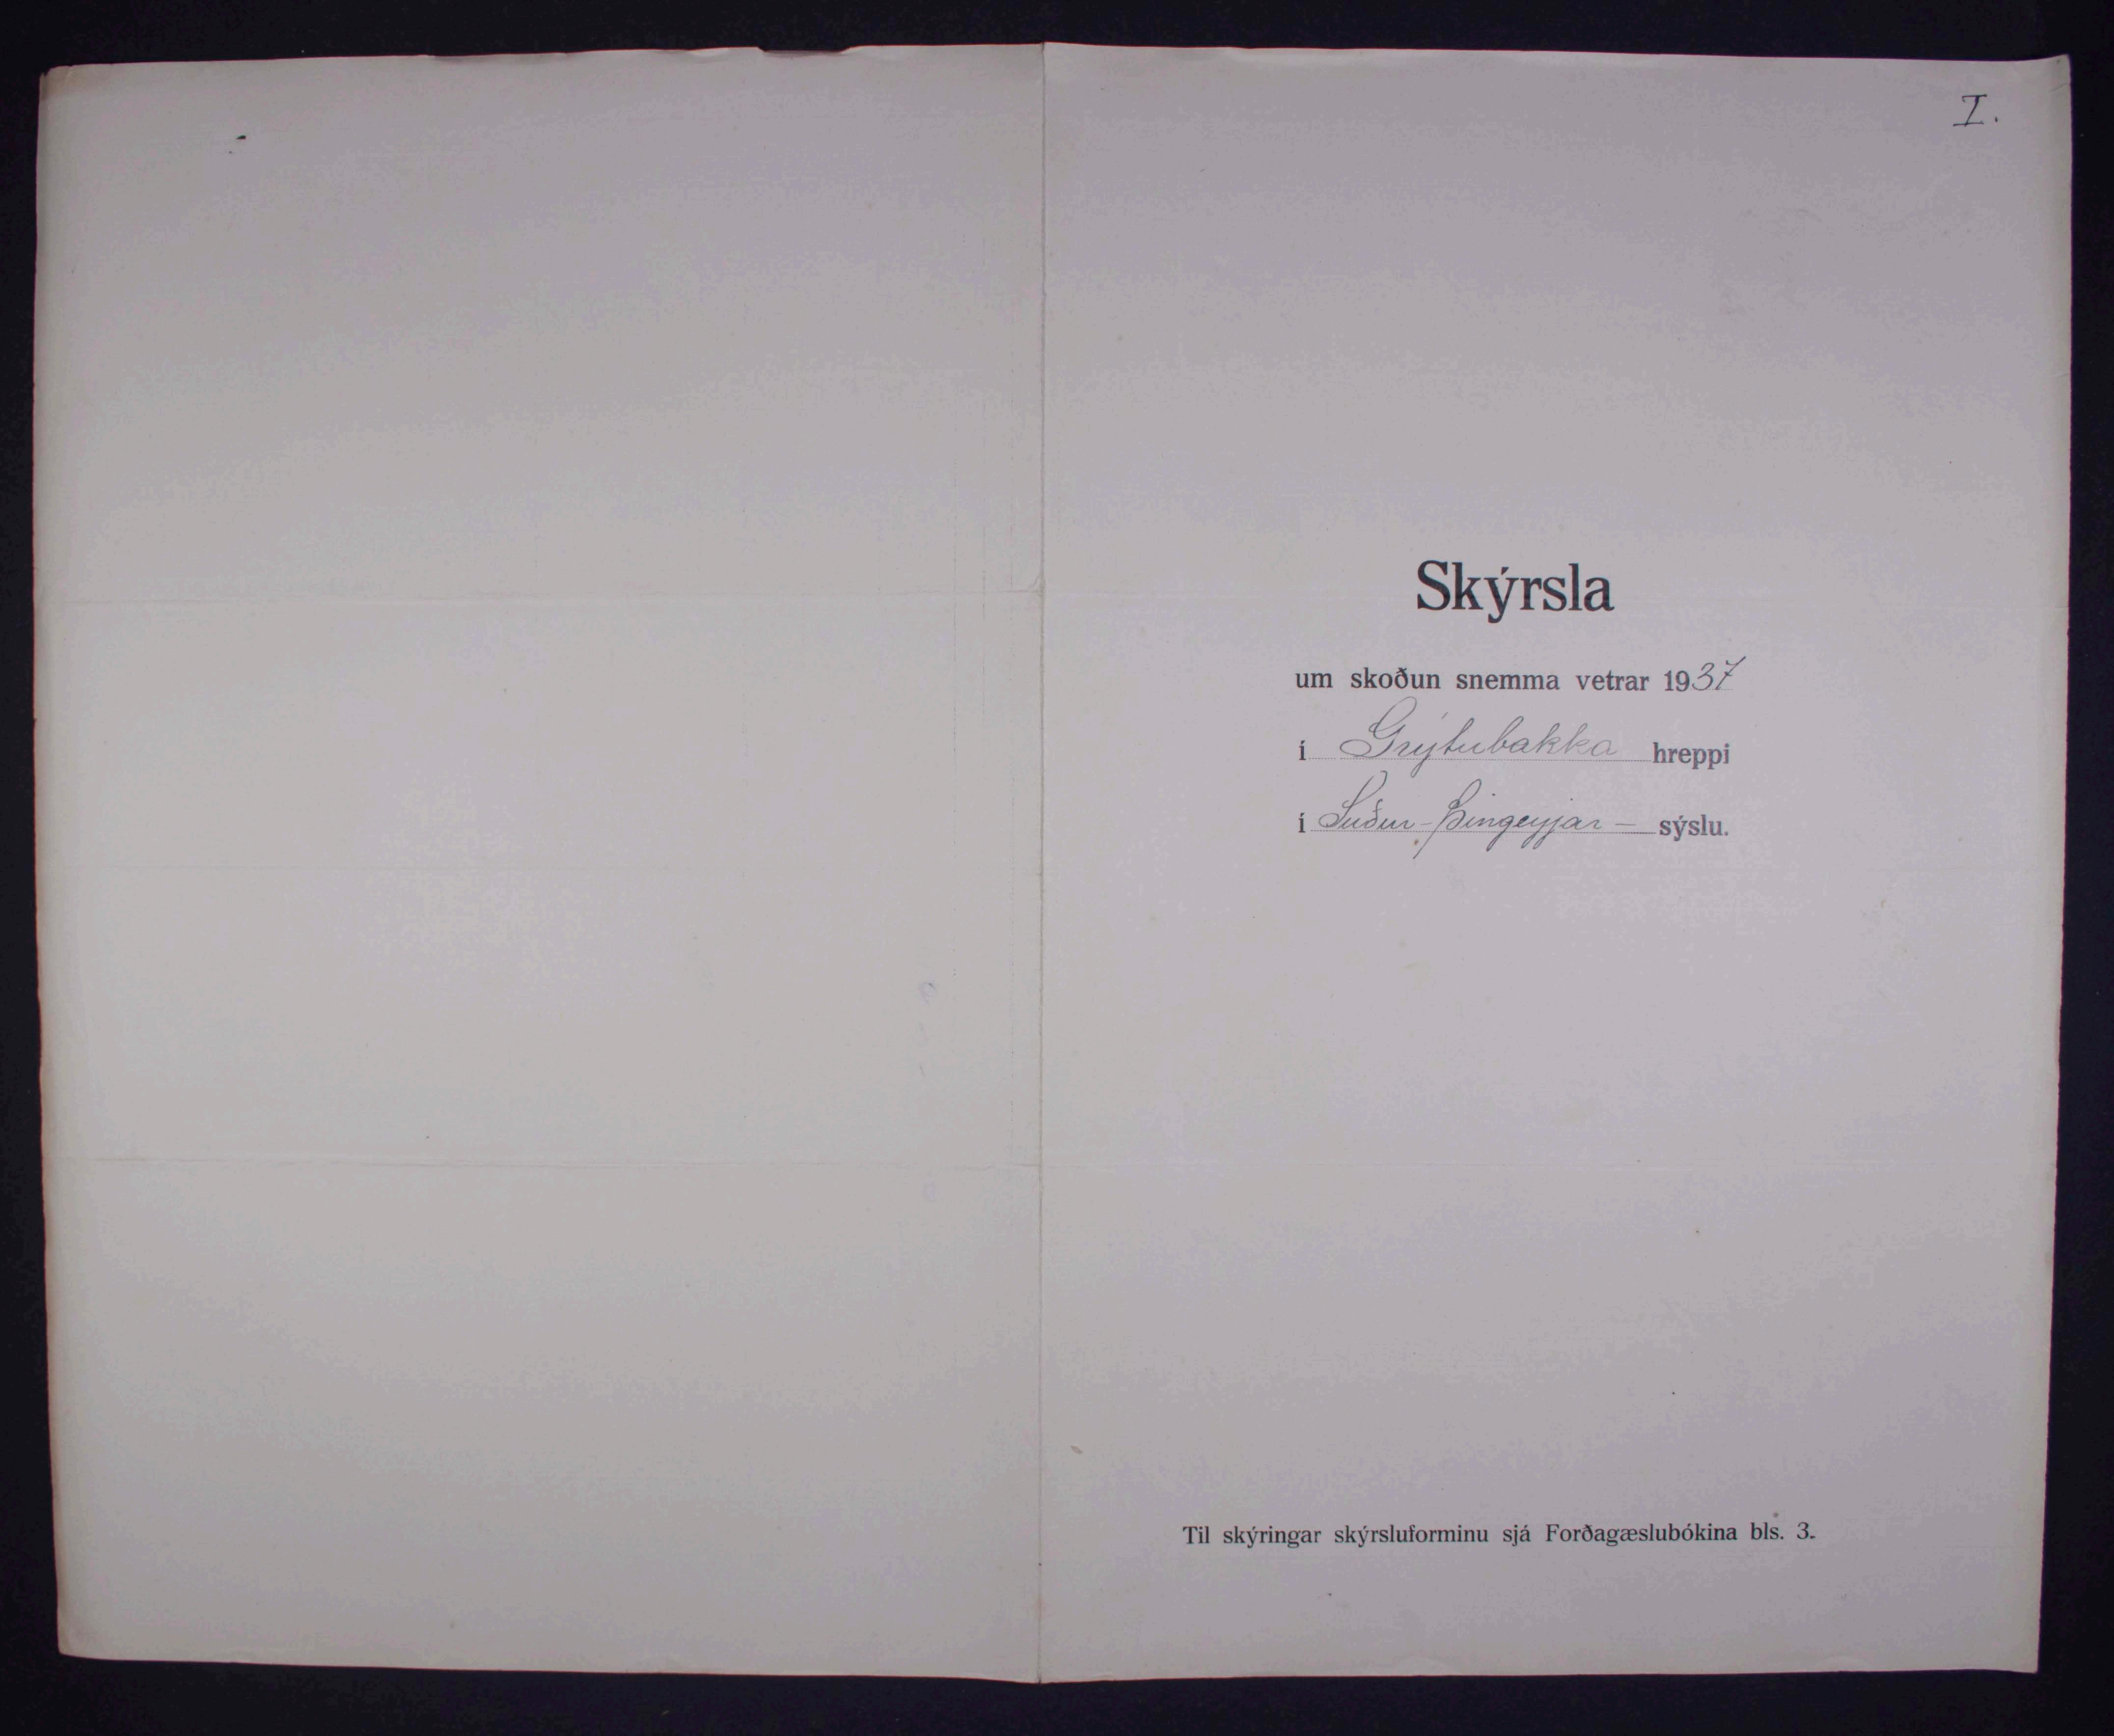 I.
Skýrsla
um skoðun snemma vetrar 1937
í Grýtubakka hreppi
í Suður-Þingeyjar- sýslu.
Til skýringar skýrsluforminu sjá Forðagæslubókina bls. 3.